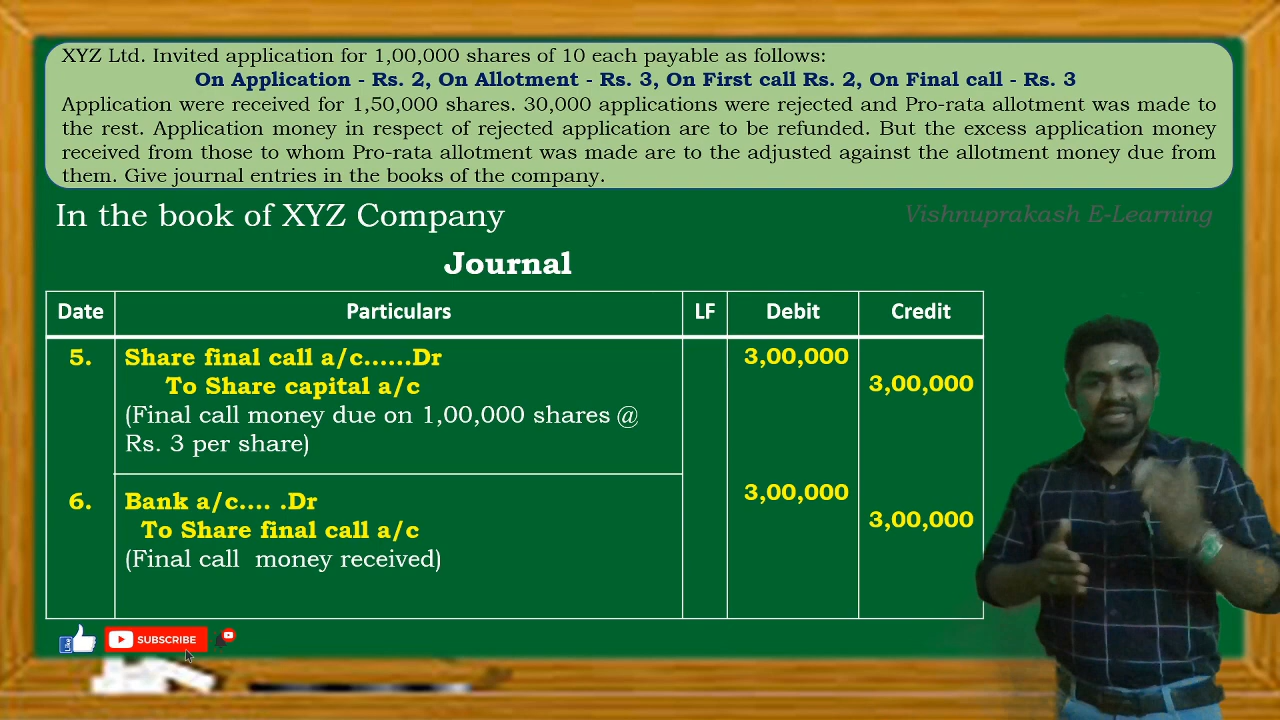 XYZ Ltd. Invited application for 1,00,000 shares of 10 each payable as follows:
On Application - Rs. 2, On Allotment - Rs. 3, On First call Rs. 2, On Final call - Rs. 3
Application were received for 1,50,000 shares. 30,000 applications were rejected and Pro-rata allotment was made to
the rest. Application money in respect of rejected application are to be refunded. But the excess application money
received from those to whom Pro-rata allotment was made are to the adjusted against the allotment money due from
them. Give journal entries in the books of the company.
In the book of XYZ Company
Vishnuprakash E-Learning
Journal
Date Particulars LF Debit Credit
5. Share final call a/c......Dr 3,00,000
To Share capital a/c 3,00,000
(Final call money due on 1,00,000 shares @
Rs. 3 per share)
6. Bank a/c.... .Dr 3,00,000
To Share final call a/c 3,00,000
(Final call money received)
Like
SUBSCRIBE